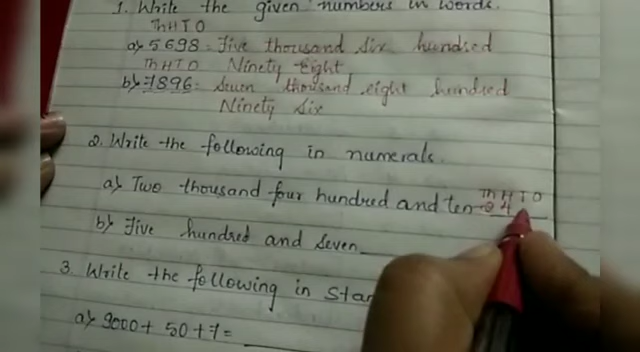 1. Write the given numbers in words.
Th H T O
a) 5698 = Five thousand six hundred
Th H T O Ninety Eight
b) 7896 = Seven thousand eight hundred
Ninety six
2. Write the following in numerals.
Th H T O
a) Two thousand four hundred and ten - 2 4
b) Five hundred and seven
3. Write the following in
a) 9000 + 50 + 7 =